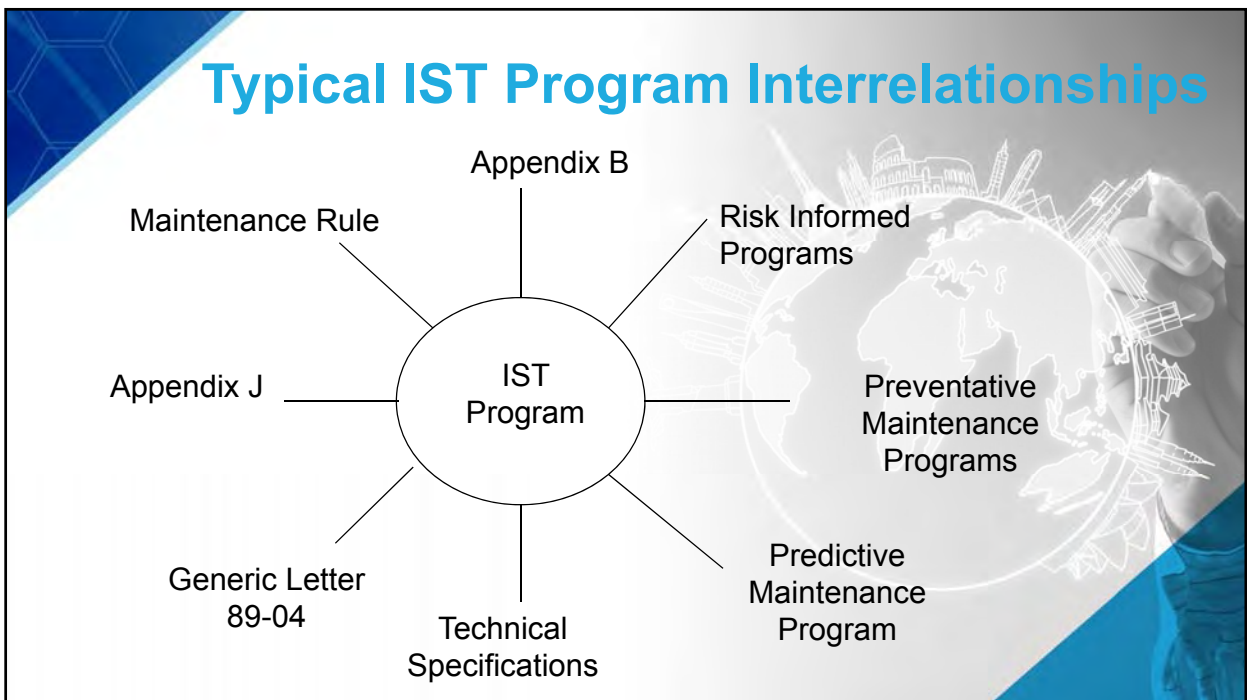 Typical IST Program Interrelationships
Appendix B
Maintenance Rule
Risk Informed
Programs
Appendix J
IST
Program
Preventative
Maintenance
Programs
Generic Letter
89-04
Technical
Specifications
Predictive
Maintenance
Program